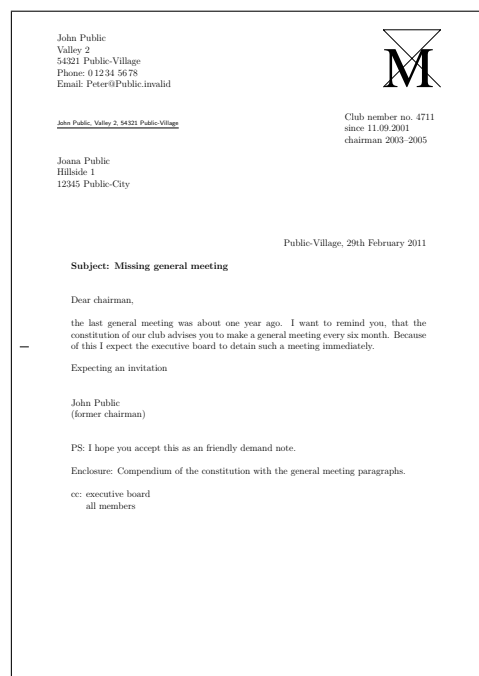 John Public
Valley 2
54321 Public-Village
Phone: 0 12 34 56 78
Email: Peter@Public.invalid
M
John Public, Valley 2, 54321 Public-Village
Club nember no. 4711
since 11.09.2001
chairman 2003–2005
Joana Public
Hillside 1
12345 Public-City
Public-Village, 29th February 2011
Subject: Missing general meeting
Dear chairman,
the last general meeting was about one year ago. I want to remind you, that the
constitution of our club advises you to make a general meeting every six month. Because
of this I expect the executive board to detain such a meeting immediately.
Expecting an invitation
John Public
(former chairman)
PS: I hope you accept this as an friendly demand note.
Enclosure: Compendium of the constitution with the general meeting paragraphs.
cc: executive board
all members